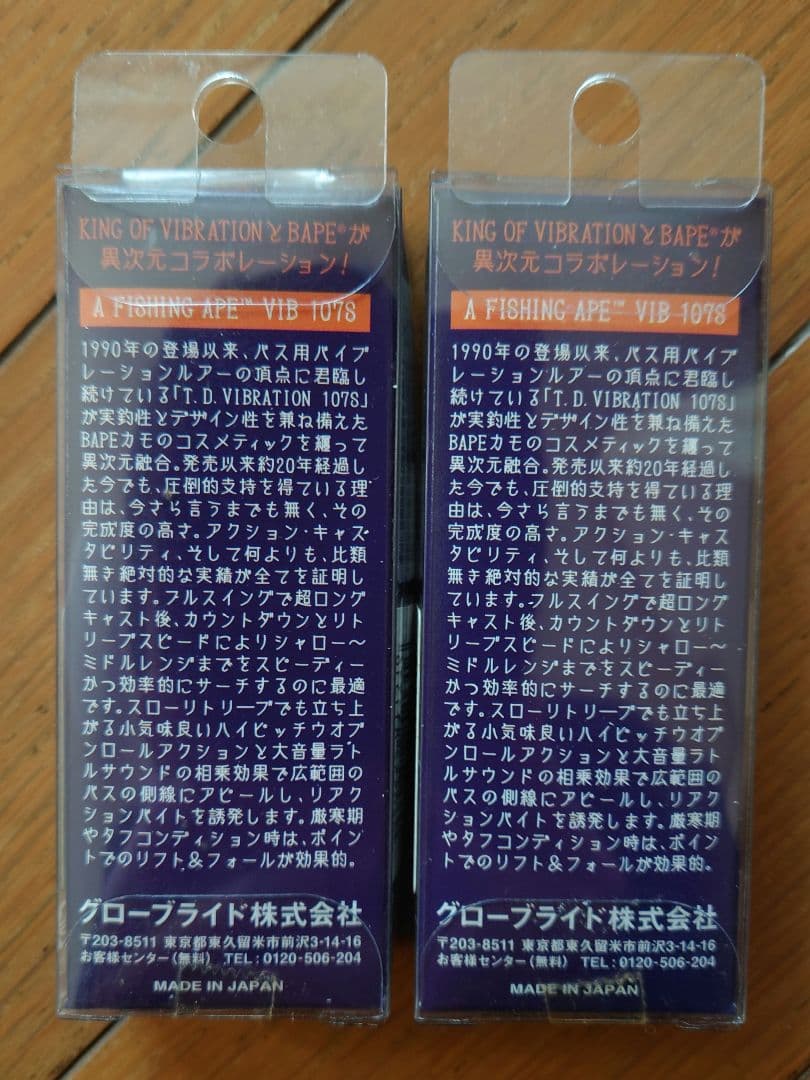 KING OF VIBRATIONとBAPE®が
異次元コラボレーション!
A FISHING APE™ VIB 107S
1990年の登場以来、バス用バイブ
レーションルアーの頂点に君臨し
続けている「T.D.VIBRATION 107S」
が実釣性とデザイン性を兼ね備えた
BAPEカモのコスメティックを纏って
異次元融合。発売以来約20年経過し
た今でも、圧倒的支持を得ている理
由は、今さら言うまでも無く、その
完成度の高さ。アクション・キャス
タビリティ、そして何よりも、比類
無き絶対的な実績が全てを証明し
ています。フルスイングで超ロング
キャスト後、カウントダウンとリト
リーブスピードによりシャロー〜
ミドルレンジまでをスピーディー
かつ効率的にサーチするのに最適
です。スローリトリーブでも立ち上
がる小気味良いハイピッチウオブ
ンロールアクションと大音量ラト
ルサウンドの相乗効果で広範囲の
バスの側線にアピールし、リアク
ションバイトを誘発します。厳寒期
やタフコンディション時は、ボイン
トでのリフト&フォールが効果的。
グローブライド株式会社
〒203-8511 東京都東久留米市前沢3-14-16
お客様センター(無料) TEL:0120-506-204
MADE IN JAPAN
KING OF VIBRATIONとBAPE®が
異次元コラボレーション!
A FISHING APE™ VIB 107S
1990年の登場以来、バス用バイブ
レーションルアーの頂点に君臨し
続けている「T.D.VIBRATION 107S」
が実釣性とデザイン性を兼ね備えた
BAPEカモのコスメティックを纏って
異次元融合。発売以来約20年経過し
た今でも、圧倒的支持を得ている理
由は、今さら言うまでも無く、その
完成度の高さ。アクション・キャス
タビリティ、そして何よりも、比類
無き絶対的な実績が全てを証明し
ています。フルスイングで超ロング
キャスト後、カウントダウンとリト
リーブスピードによりシャロー〜
ミドルレンジまでをスピーディー
かつ効率的にサーチするのに最適
です。スローリトリーブでも立ち上
がる小気味良いハイピッチウオブ
ンロールアクションと大音量ラト
ルサウンドの相乗効果で広範囲の
バスの側線にアピールし、リアク
ションバイトを誘発します。厳寒期
やタフコンディション時は、ボイン
トでのリフト&フォールが効果的。
グローブライド株式会社
〒203-8511 東京都東久留米市前沢3-14-16
お客様センター(無料) TEL:0120-506-204
MADE IN JAPAN